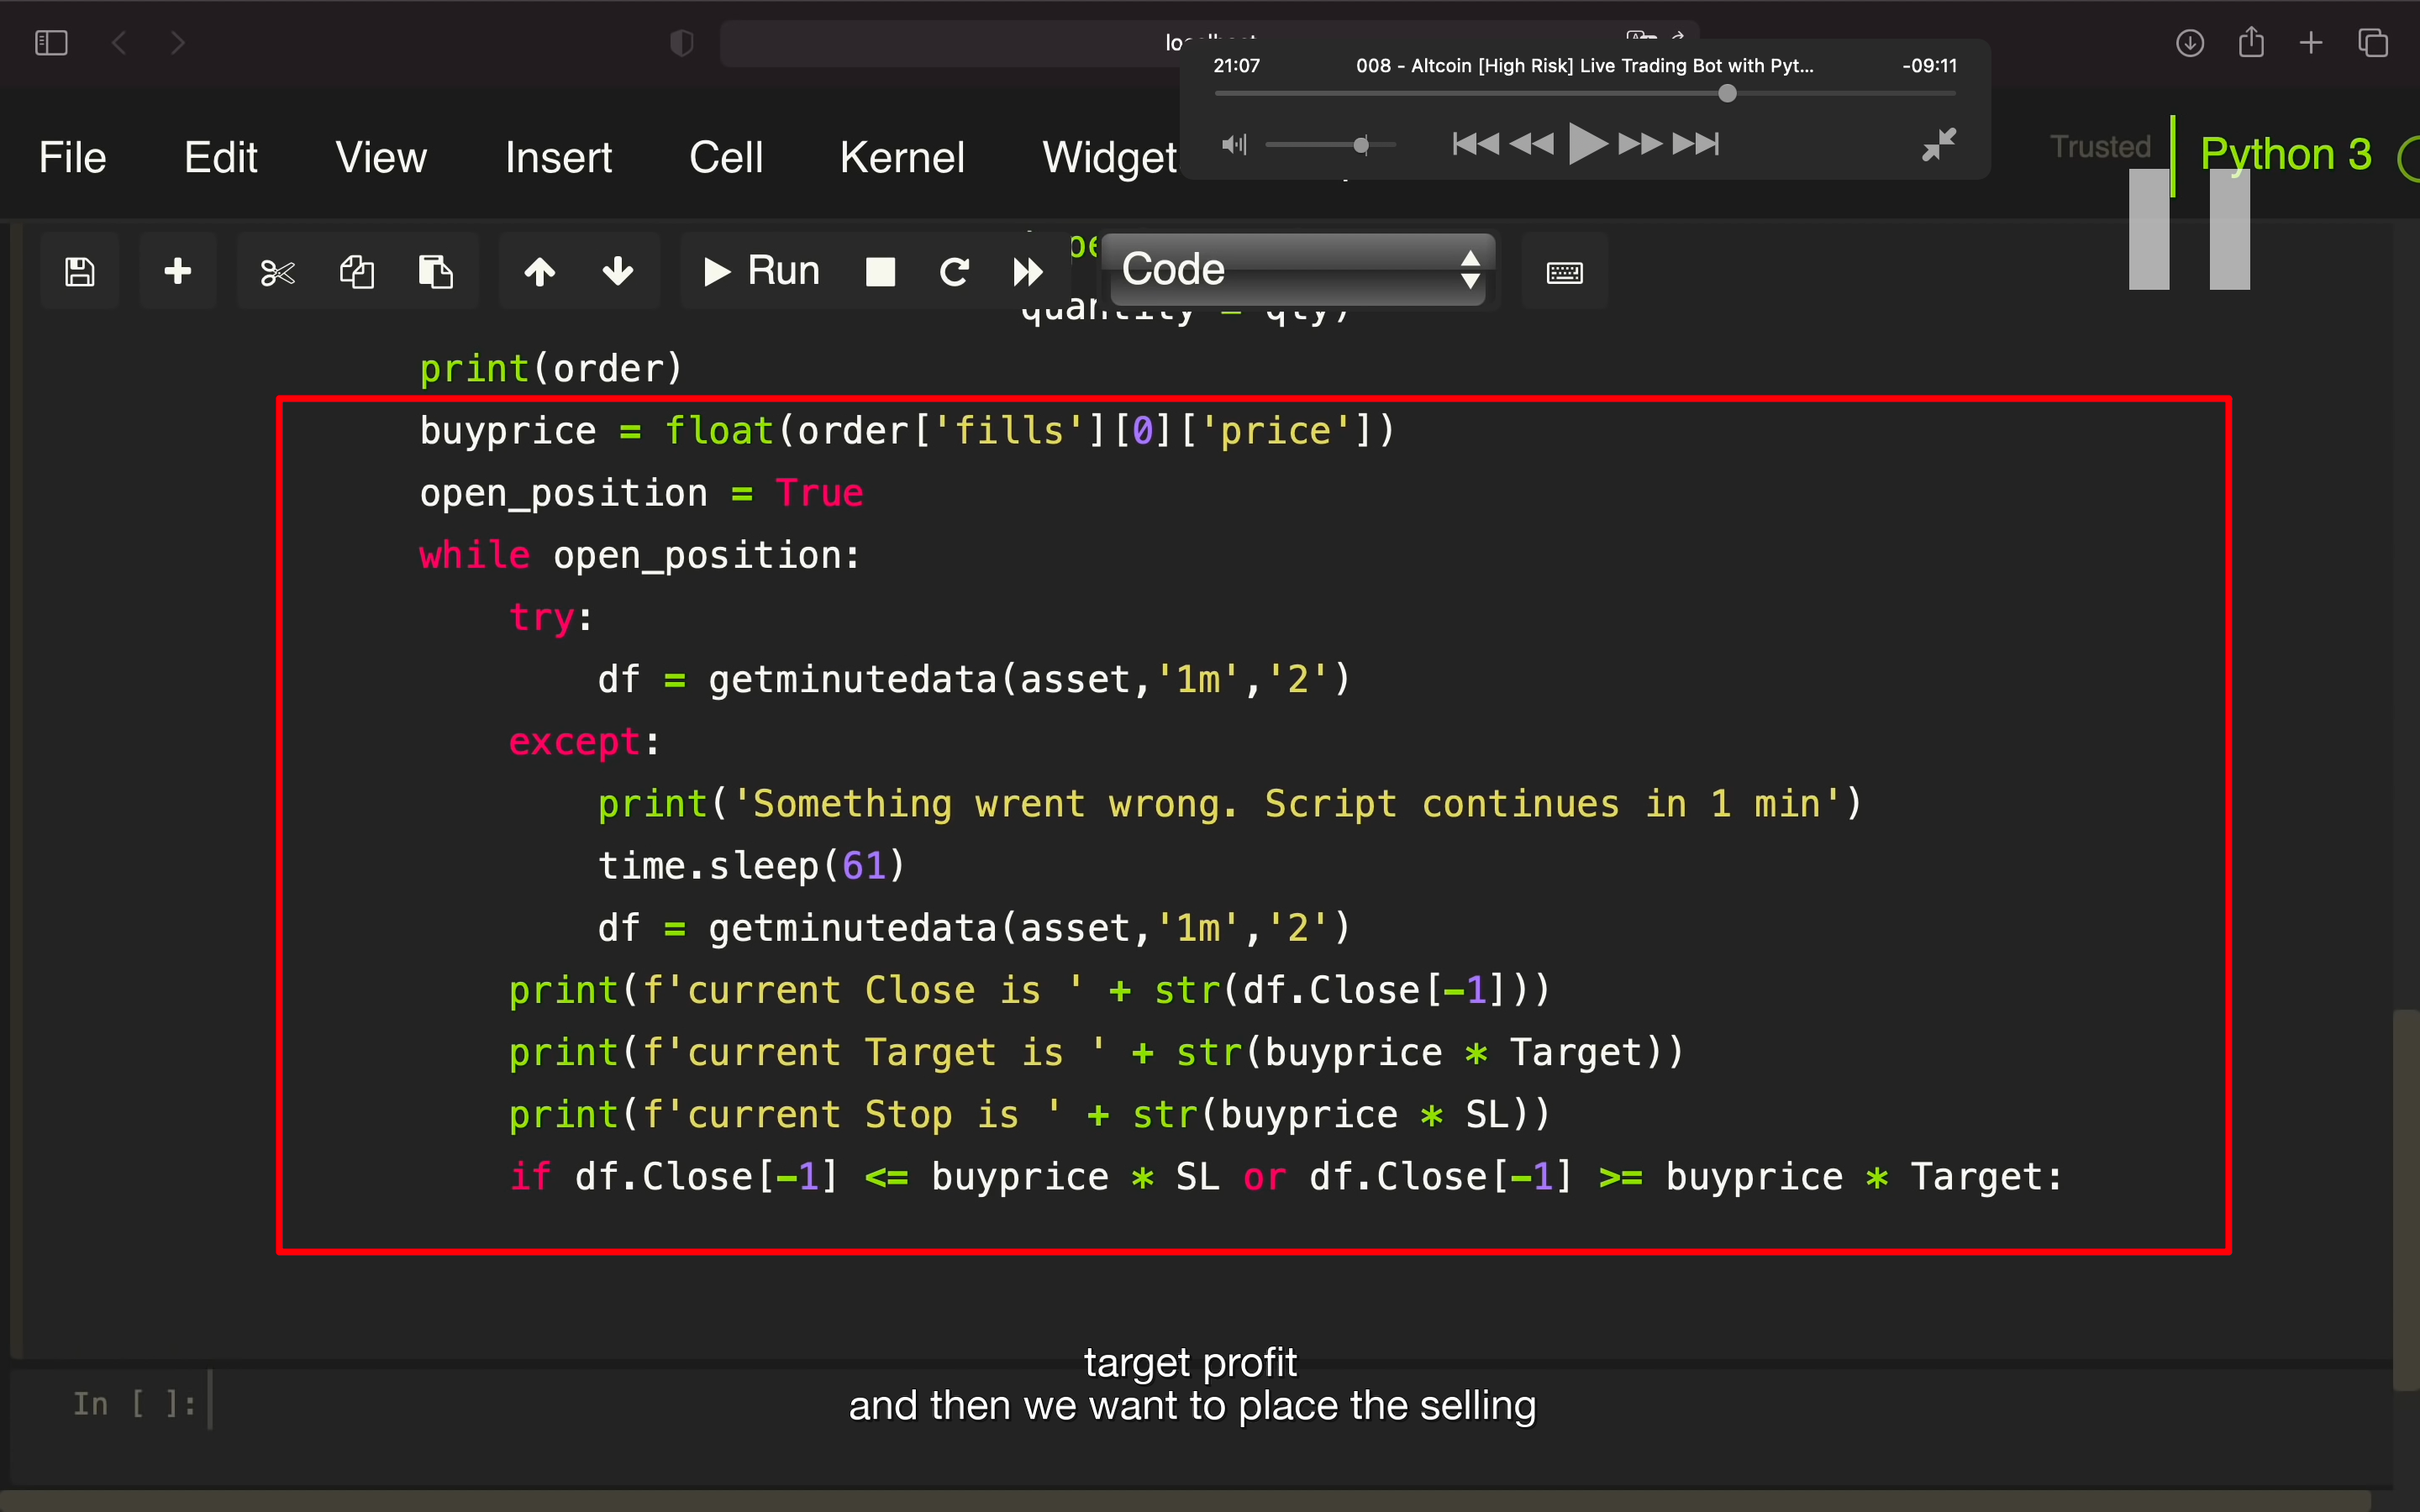 21:07 008 - Altcoin [High Risk] Live Trading Bot with Pyt... -09:11
File Edit View Insert Cell Kernel Trusted Python 3
Run Code
print(order)
buyprice = float(order['fills'][0]['price'])
open_position = True
while open_position:
try:
df = getminutedata(asset,'1m','2')
except:
print('Something wrent wrong. Script continues in 1 min')
time.sleep(61)
df = getminutedata(asset,'1m','2')
print(f'current Close is ' + str(df.Close[-1]))
print(f'current Target is ' + str(buyprice * Target))
print(f'current Stop is ' + str(buyprice * SL))
if df.Close[-1] <= buyprice * SL or df.Close[-1] >= buyprice * Target:
target profit
and then we want to place the selling
In [ ]: